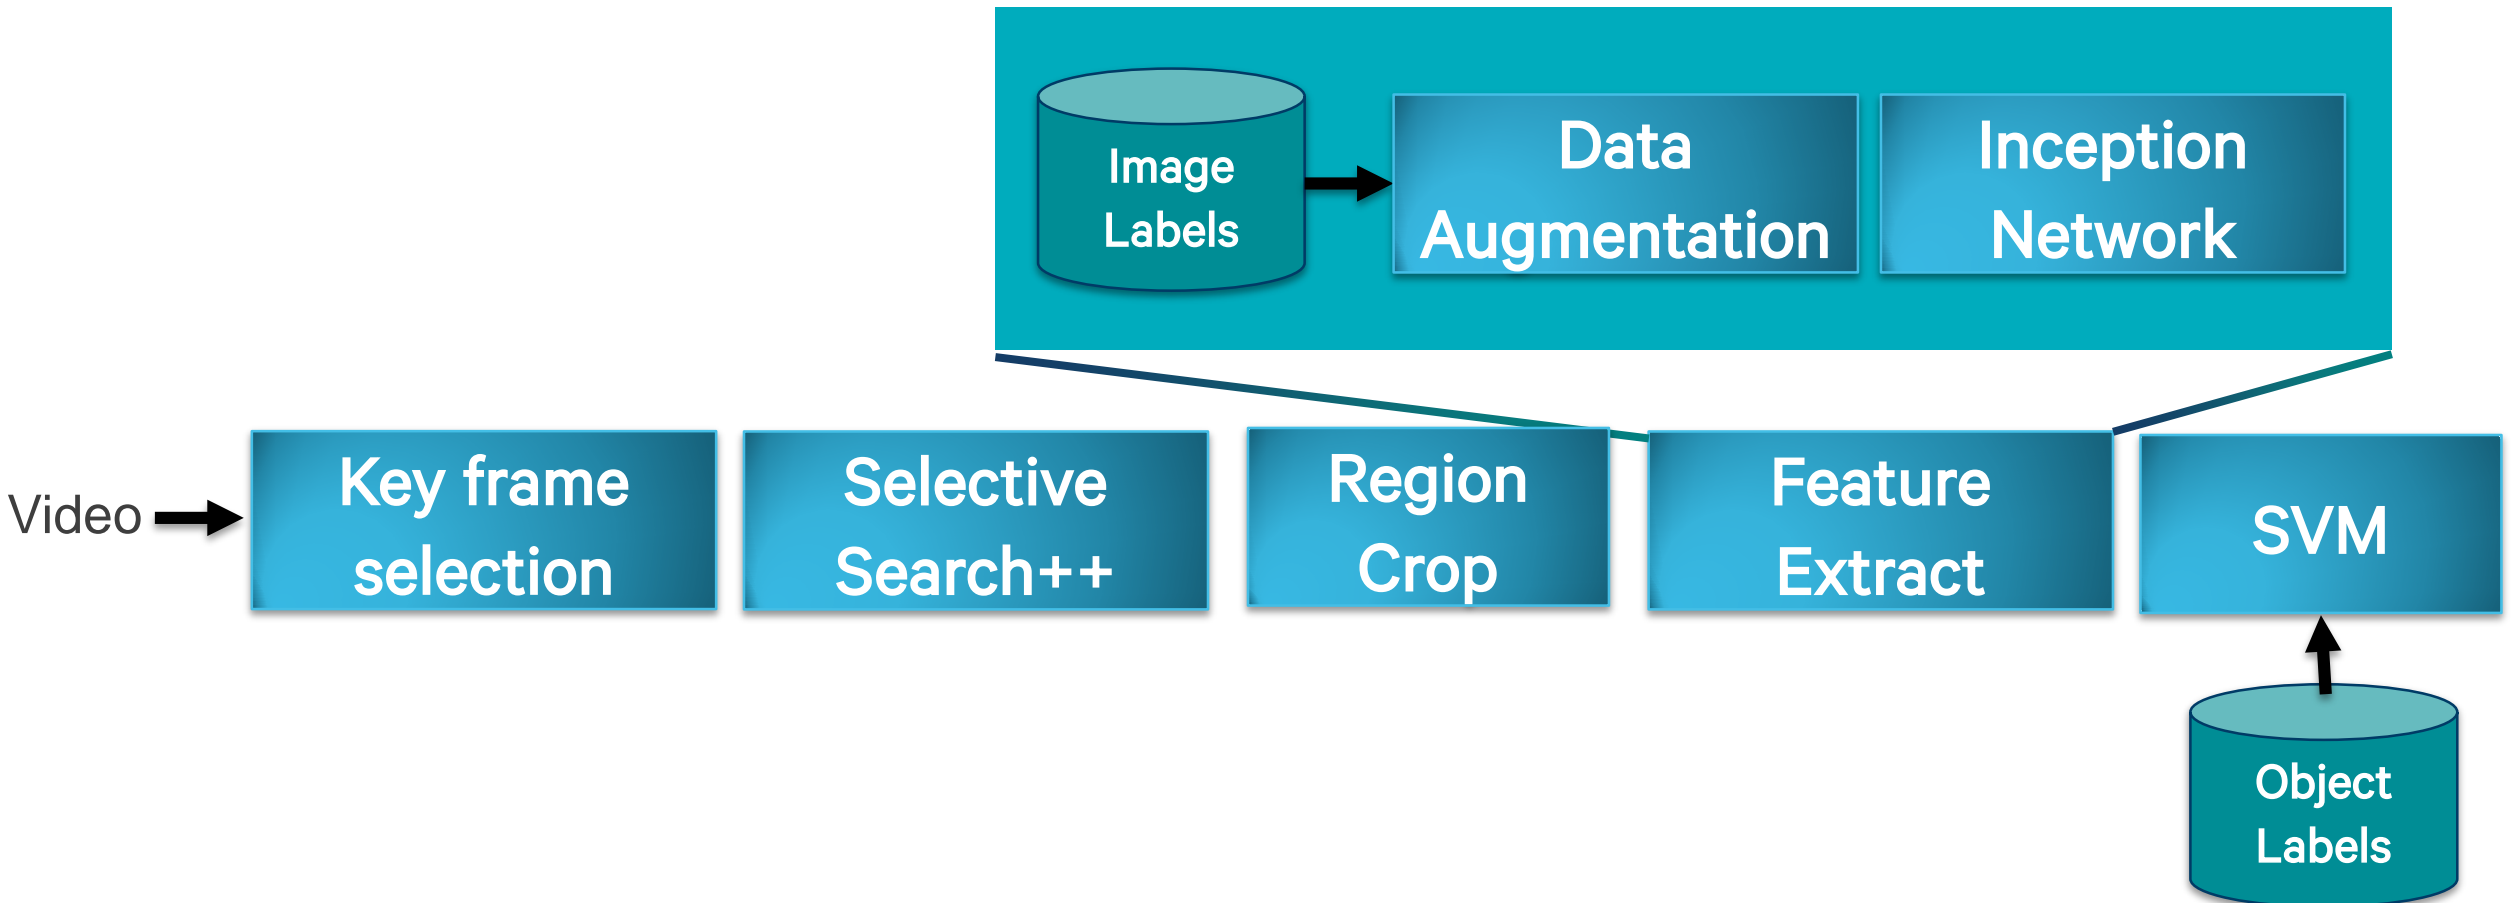 Image
Labels
Data
Augmentation
Inception
Network
Video
Key frame
selection
Selective
Search++
Region
Crop
Feature
Extract
SVM
Object
Labels